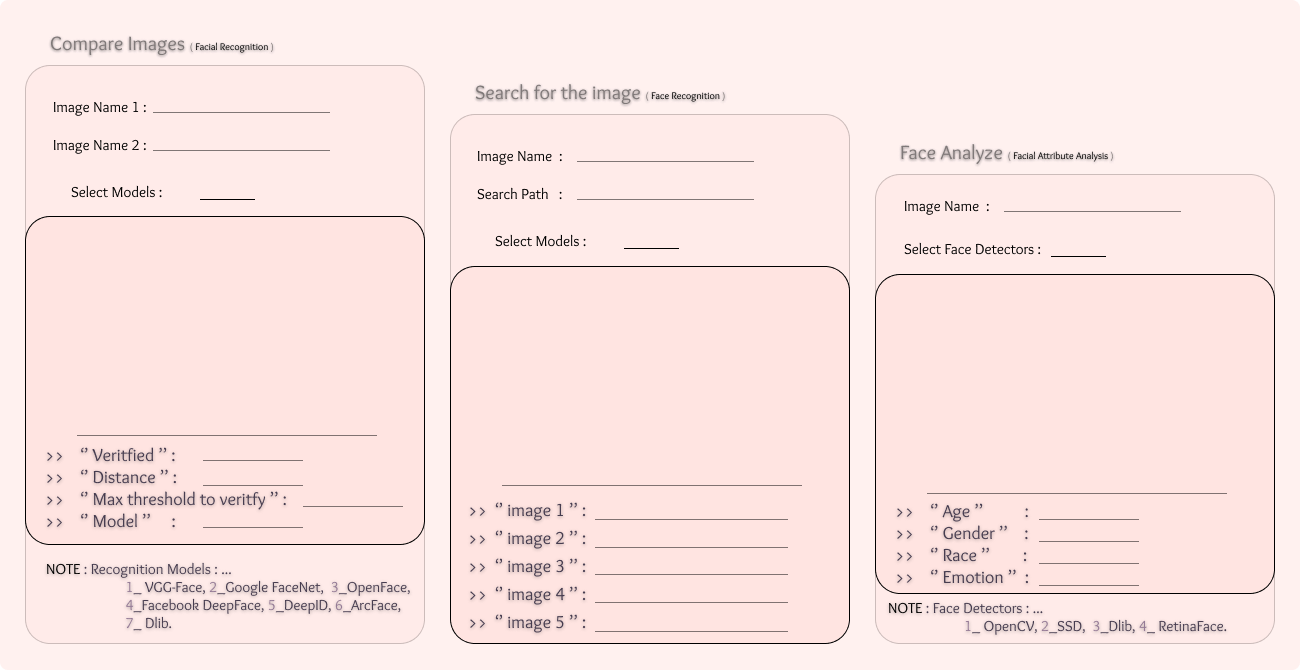 Compare Images ( Facial Recognition )
Image Name 1 :
Image Name 2 :
Select Models :
>> “ Veritfied ” :
>> “ Distance ” :
>> “ Max threshold to veritfy ” :
>> “ Model ” :
NOTE : Recognition Models : ...
1_ VGG-Face, 2_Google FaceNet, 3_OpenFace,
4_Facebook DeepFace, 5_DeepID, 6_ArcFace,
7_ Dlib.
Search for the image ( Face Recognition )
Image Name :
Search Path :
Select Models :
>> “ image 1 ” :
>> “ image 2 ” :
>> “ image 3 ” :
>> “ image 4 ” :
>> “ image 5 ” :
Face Analyze ( Facial Attribute Analysis )
Image Name :
Select Face Detectors :
>> “ Age ” :
>> “ Gender ” :
>> “ Race ” :
>> “ Emotion ” :
NOTE : Face Detectors : ...
1_ OpenCV, 2_SSD, 3_Dlib, 4_ RetinaFace.